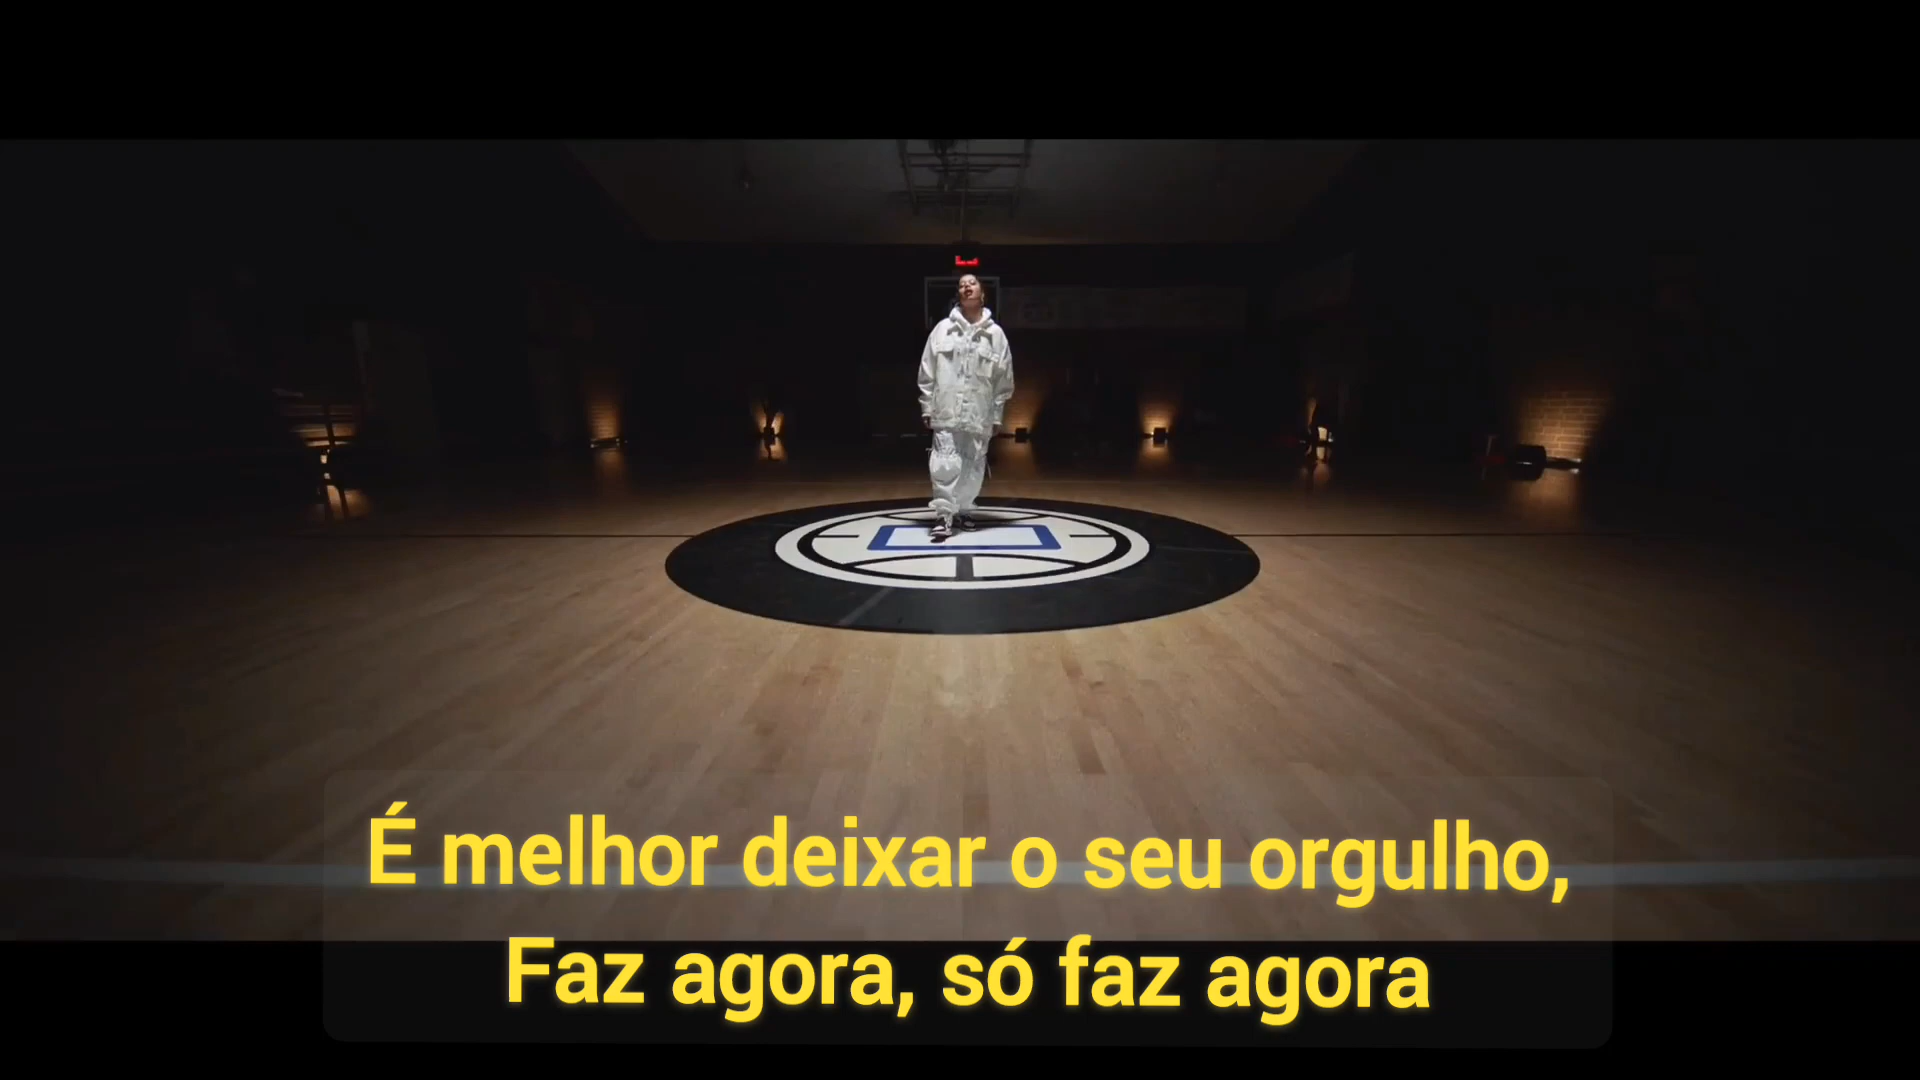 É melhor deixar o seu orgulho,
Faz agora, só faz agora